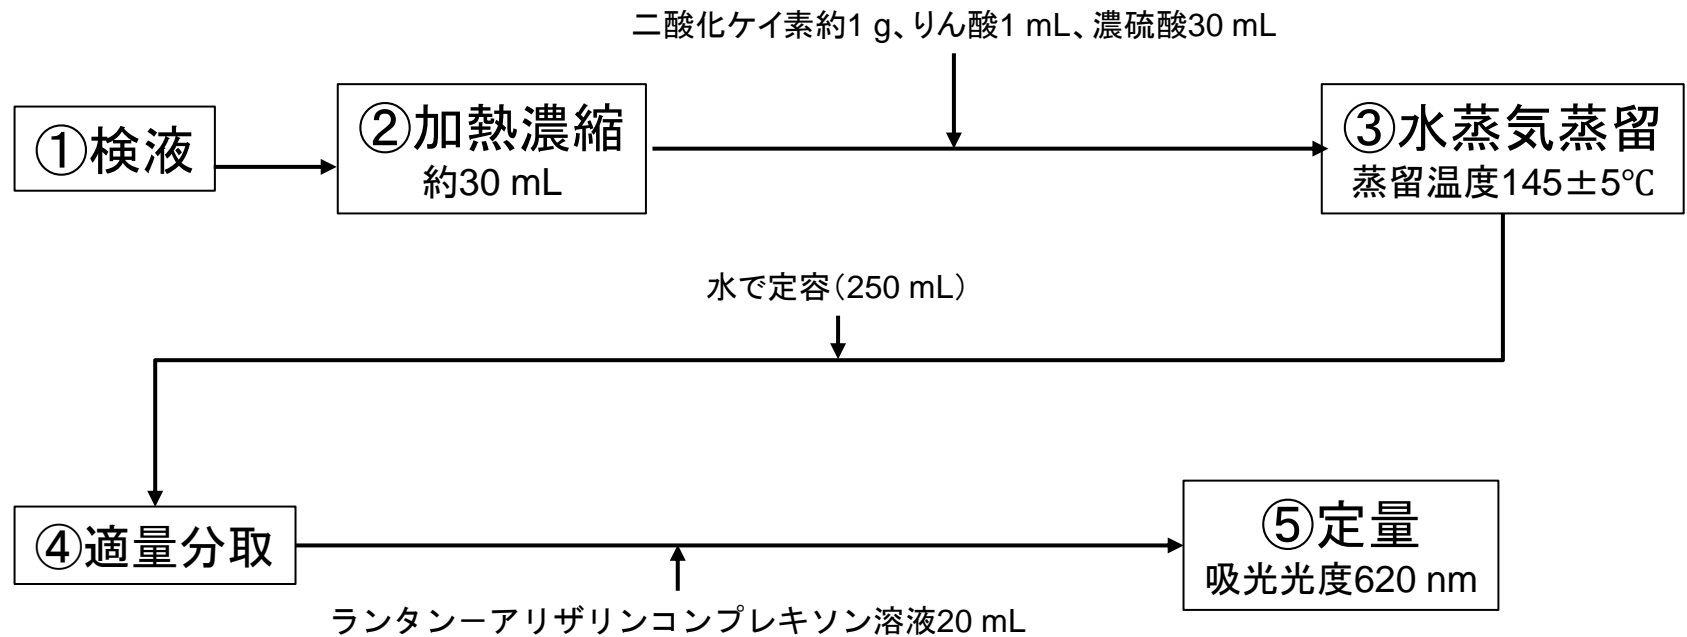 二酸化ケイ素約1 g、りん酸1 mL、濃硫酸30 mL
①検液
②加熱濃縮
約30 mL
③水蒸気蒸留
蒸留温度145±5℃
水で定容（250 mL）
④適量分取
⑤定量
吸光光度620 nm
ランタン－アリザリンコンプレキソン溶液20 mL